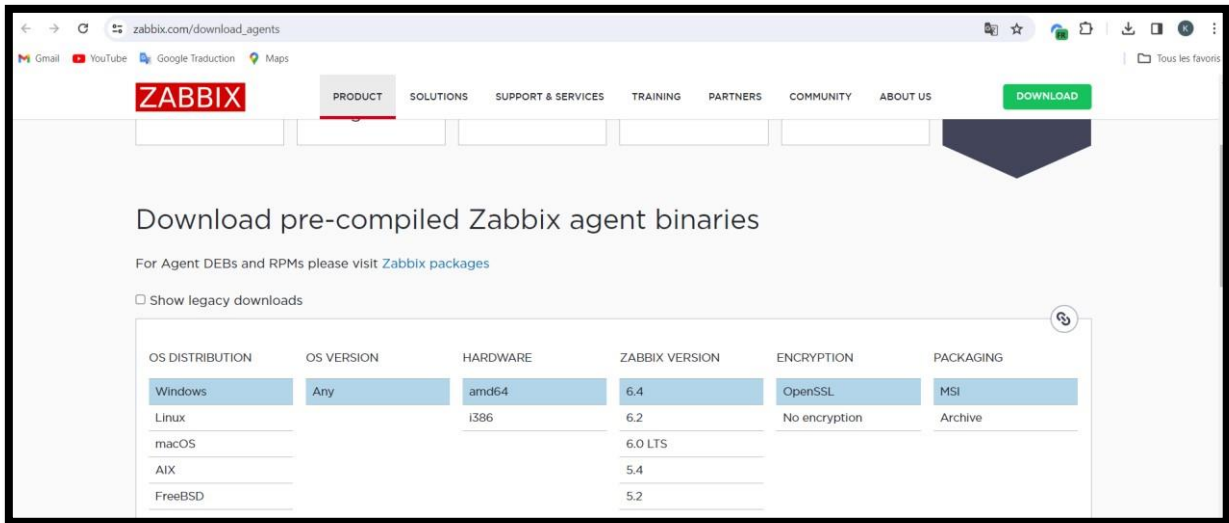 zabbix.com/download_agents
Gmail YouTube Google Traduction Maps Tous les favoris
ZABBIX PRODUCT SOLUTIONS SUPPORT & SERVICES TRAINING PARTNERS COMMUNITY ABOUT US DOWNLOAD
Download pre-compiled Zabbix agent binaries
For Agent DEBs and RPMs please visit Zabbix packages
Show legacy downloads
OS DISTRIBUTION OS VERSION HARDWARE ZABBIX VERSION ENCRYPTION PACKAGING
Windows Any amd64 6.4 OpenSSL MSI
Linux i386 6.2 No encryption Archive
macOS 6.0 LTS
AIX 5.4
FreeBSD 5.2